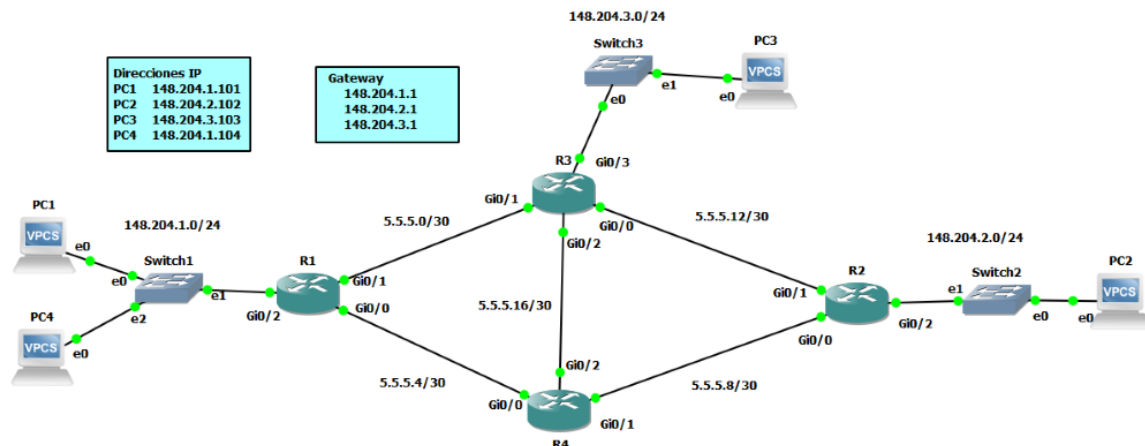 148.204.3.0/24
Switch3
PC3
VPCS
e1
e0
e0
Direcciones IP
PC1 148.204.1.101
PC2 148.204.2.102
PC3 148.204.3.103
PC4 148.204.1.104
Gateway
148.204.1.1
148.204.2.1
148.204.3.1
R3
Gi0/3
Gi0/1
Gi0/0
Gi0/2
5.5.5.0/30
5.5.5.12/30
PC1
VPCS
e0
148.204.1.0/24
Switch1
e0
e1
e2
PC4
VPCS
e0
R1
Gi0/1
Gi0/2
Gi0/0
5.5.5.16/30
148.204.2.0/24
Switch2
PC2
VPCS
R2
Gi0/1
Gi0/2
Gi0/0
e1
e0
e0
5.5.5.4/30
5.5.5.8/30
Gi0/2
Gi0/0
Gi0/1
R4